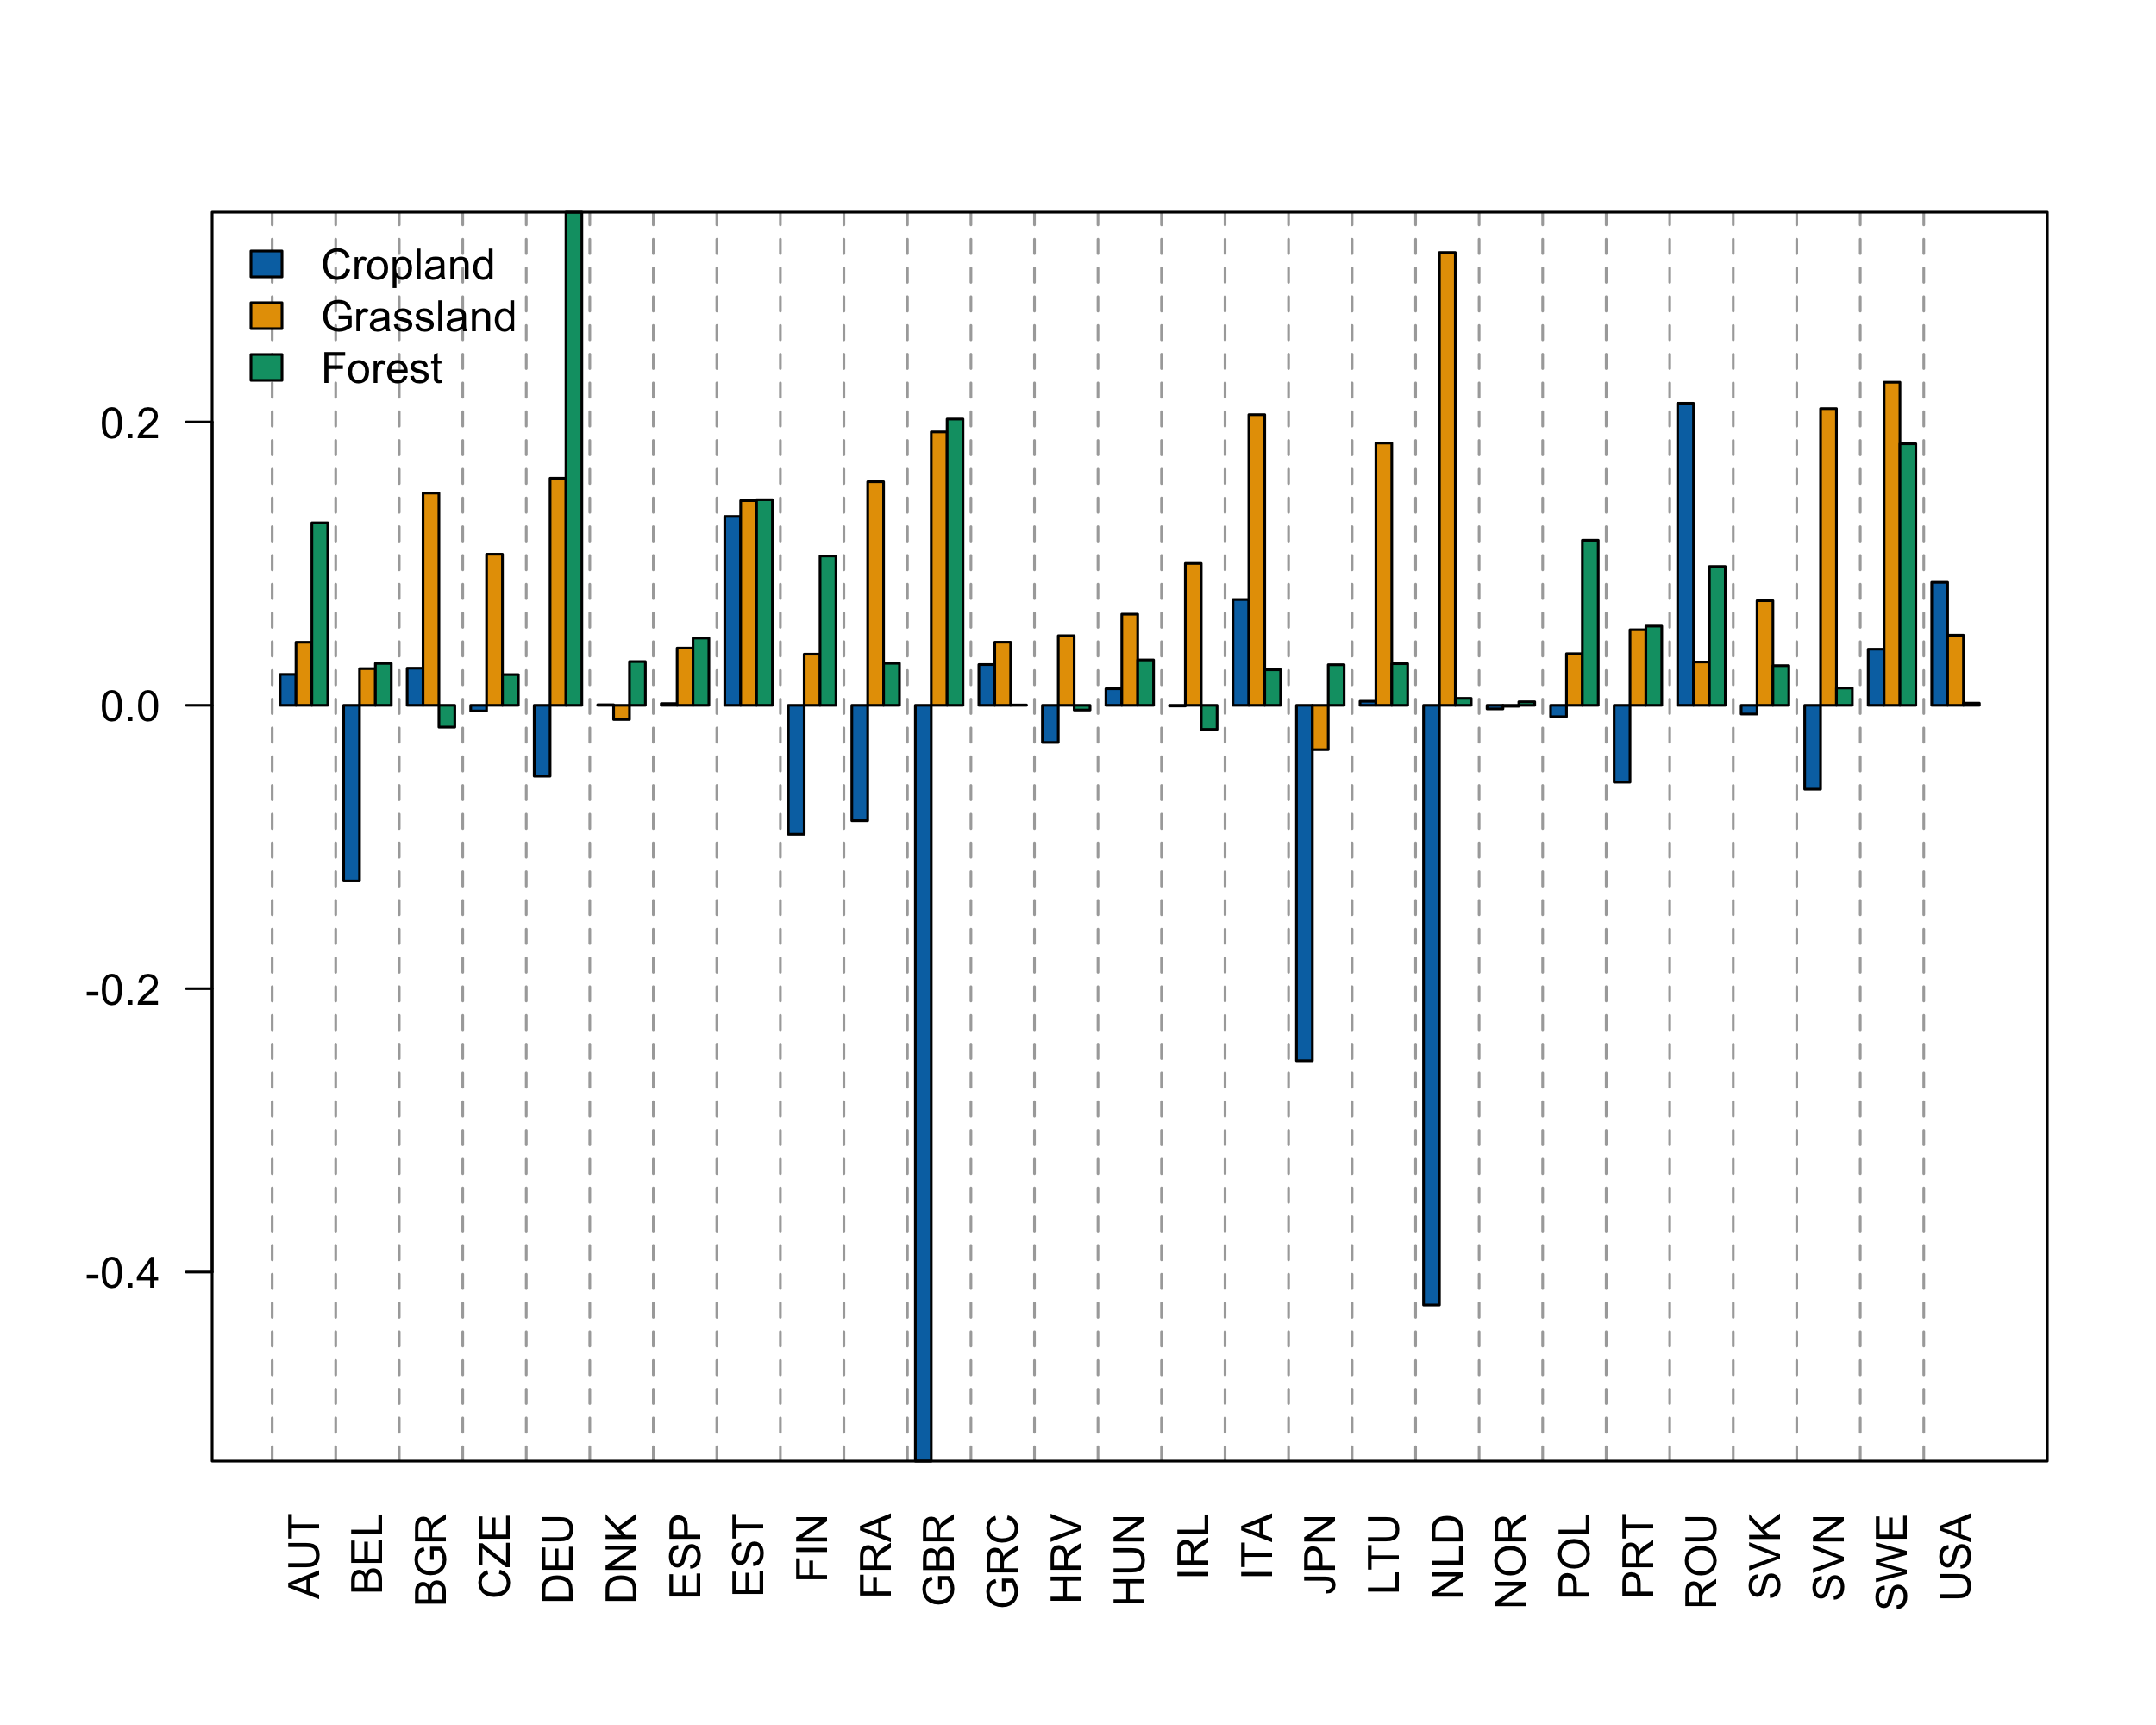 Cropland
Grassland
Forest
0.2
0.0
-0.2
-0.4
AUT
BEL
BGR
CZE
DEU
DNK
ESP
EST
FIN
FRA
GBR
GRC
HRV
HUN
IRL
ITA
JPN
LTU
NLD
NOR
POL
PRT
ROU
SVK
SVN
SWE
USA